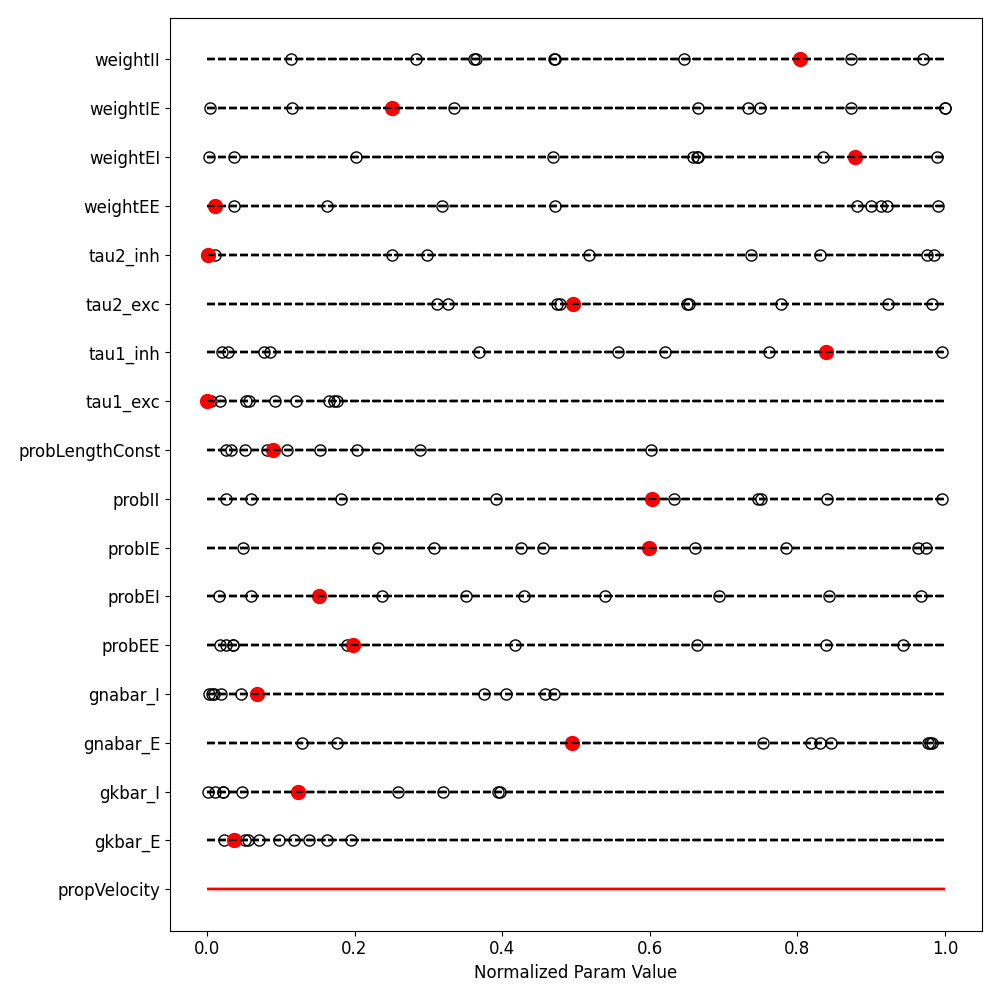 weightII
weightIE
weightEI
weightEE
tau2_inh
tau2_exc
tau1_inh
tau1_exc
probLengthConst
probII
probIE
probEI
probEE
gnabar_I
gnabar_E
gkbar_I
gkbar_E
propVelocity
0.0 0.2 0.4 0.6 0.8 1.0
Normalized Param Value